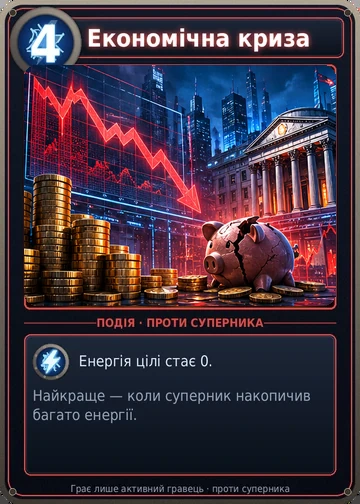 4
Економічна криза
ПОДІЯ · ПРОТИ СУПЕРНИКА
Енергія цілі стає 0.
Найкраще — коли суперник накопичив
багато енергії.
Грає лише активний гравець · проти суперника